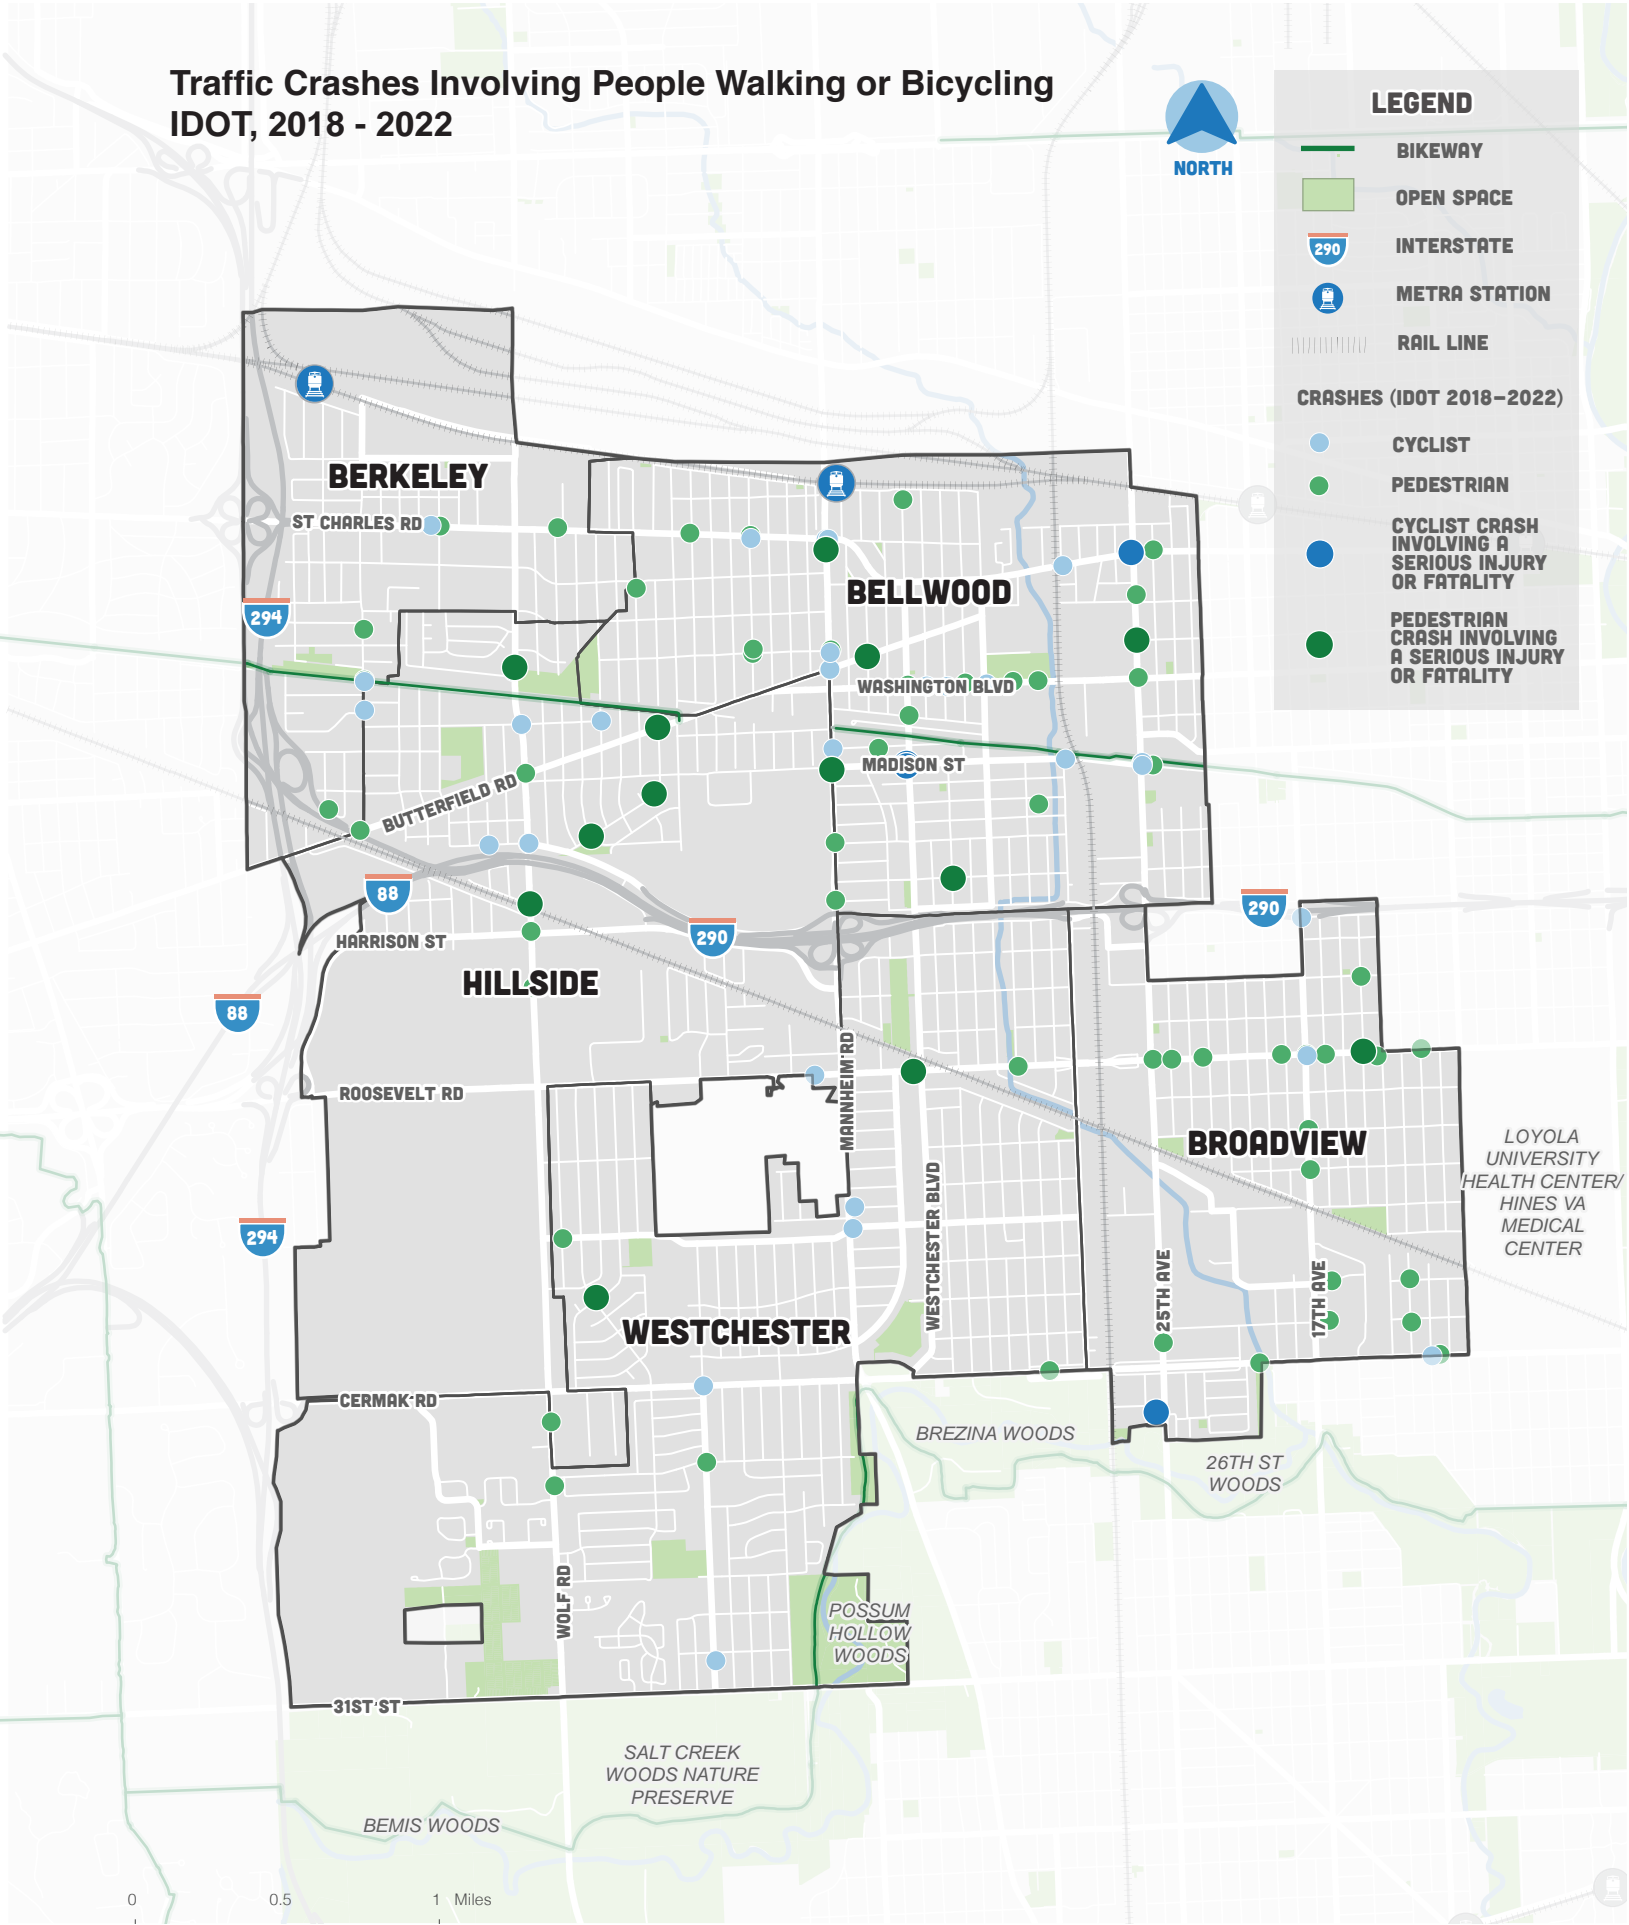 Traffic Crashes Involving People Walking or Bicycling
IDOT, 2018 - 2022
NORTH
LEGEND
BIKEWAY
OPEN SPACE
290
INTERSTATE
METRA STATION
RAIL LINE
CRASHES (IDOT 2018–2022)
CYCLIST
PEDESTRIAN
CYCLIST CRASH
INVOLVING A
SERIOUS INJURY
OR FATALITY
PEDESTRIAN
CRASH INVOLVING
A SERIOUS INJURY
OR FATALITY
BERKELEY
ST CHARLES RD
BELLWOOD
294
WASHINGTON BLVD
MADISON ST
BUTTERFIELD RD
88
290
290
HARRISON ST
HILLSIDE
88
MANNHEIM RD
ROOSEVELT RD
BROADVIEW
LOYOLA
UNIVERSITY
HEALTH CENTER/
HINES VA
MEDICAL
CENTER
294
WESTCHESTER BLVD
25TH AVE
17TH AVE
WESTCHESTER
CERMAK RD
BREZINA WOODS
26TH ST
WOODS
WOLF RD
POSSUM
HOLLOW
WOODS
31ST ST
SALT CREEK
WOODS NATURE
PRESERVE
BEMIS WOODS
0 0.5 1 Miles